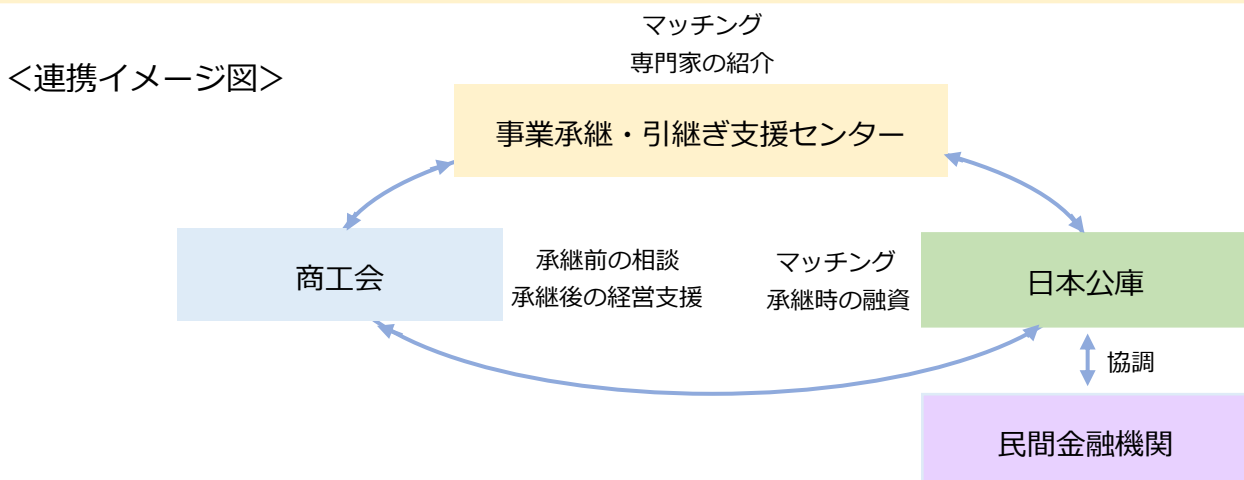 マッチング
専門家の紹介
＜連携イメージ図＞
事業承継・引継ぎ支援センター
商工会
承継前の相談
承継後の経営支援
マッチング
承継時の融資
日本公庫
協調
民間金融機関